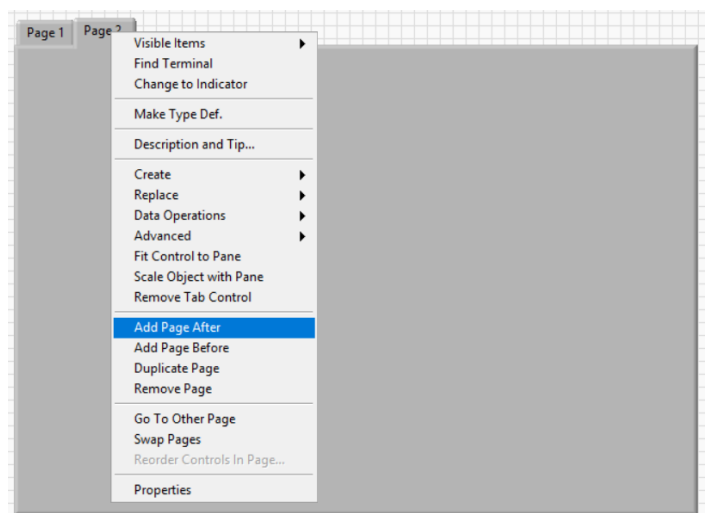 Page 1
Page 2
Visible Items
Find Terminal
Change to Indicator
Make Type Def.
Description and Tip...
Create
Replace
Data Operations
Advanced
Fit Control to Pane
Scale Object with Pane
Remove Tab Control
Add Page After
Add Page Before
Duplicate Page
Remove Page
Go To Other Page
Swap Pages
Reorder Controls In Page...
Properties